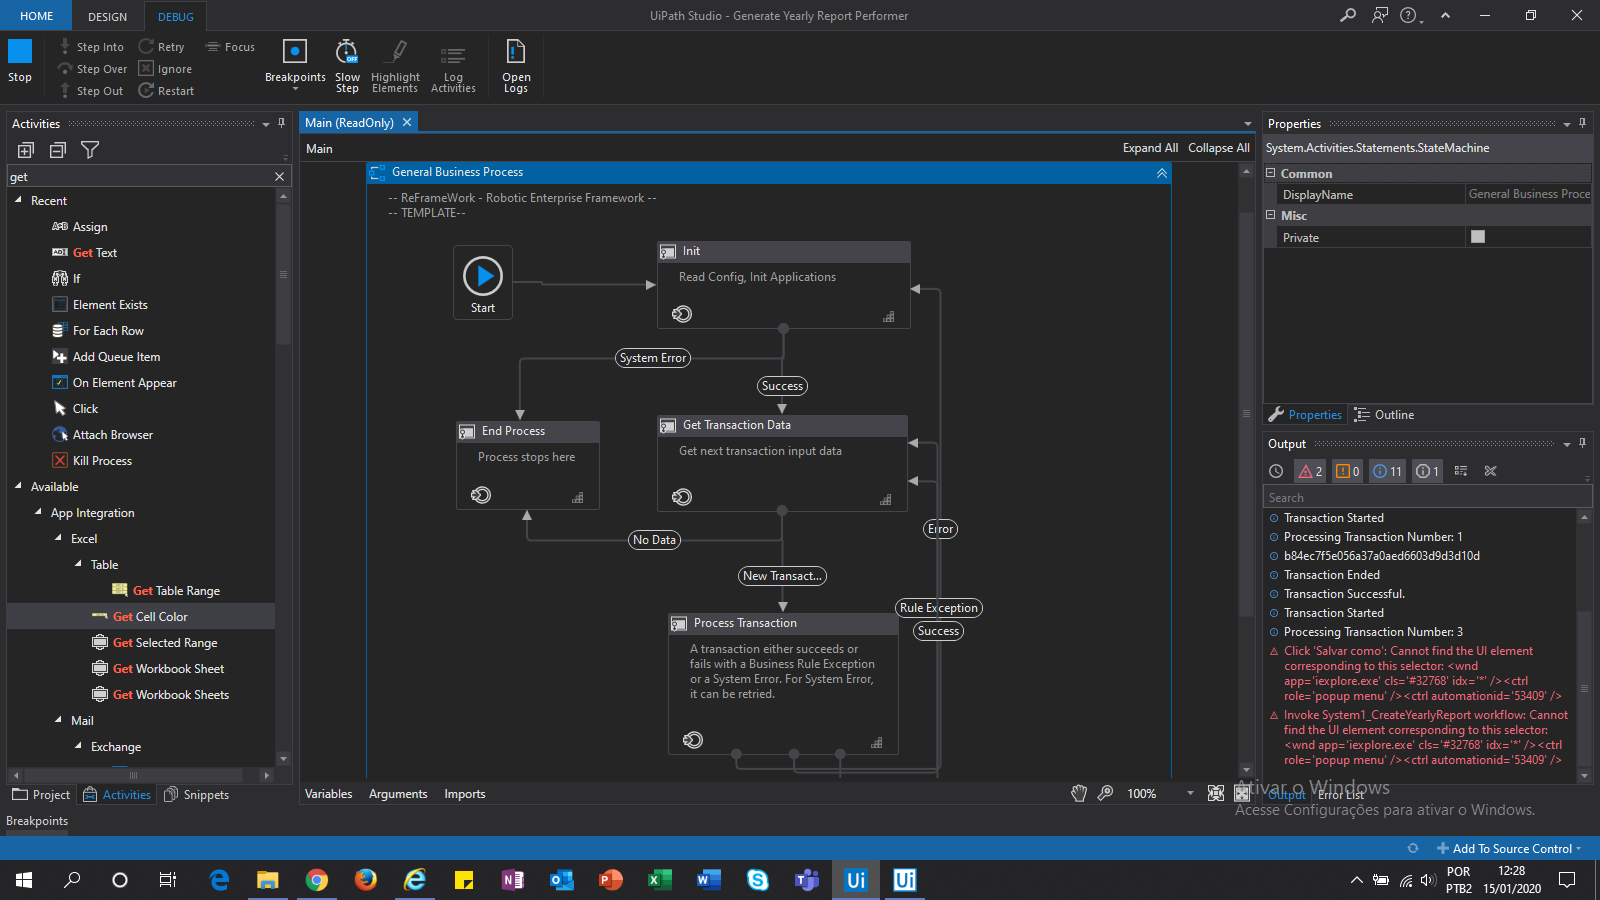 HOME
DESIGN
DEBUG
UiPath Studio - Generate Yearly Report Performer
Stop
Step Into
Step Over
Step Out
Retry
Ignore
Restart
Focus
Breakpoints
Slow
Step
OFF
Highlight
Elements
Log
Activities
Open
Logs
Activities
get
Recent
Assign
Get Text
If
Element Exists
For Each Row
Add Queue Item
On Element Appear
Click
Attach Browser
Kill Process
Available
App Integration
Excel
Table
Get Table Range
Get Cell Color
Get Selected Range
Get Workbook Sheet
Get Workbook Sheets
Mail
Exchange
Project
Activities
Snippets
Breakpoints
Main (ReadOnly)
Main
Expand All
Collapse All
General Business Process
-- ReFrameWork - Robotic Enterprise Framework --
-- TEMPLATE--
Start
Init
Read Config, Init Applications
System Error
Success
End Process
Process stops here
Get Transaction Data
Get next transaction input data
No Data
Error
New Transact...
Rule Exception
Success
Process Transaction
A transaction either succeeds or
fails with a Business Rule Exception
or a System Error. For System Error,
it can be retried.
Variables
Arguments
Imports
100%
Properties
System.Activities.Statements.StateMachine
Common
DisplayName
General Business Proce
Misc
Private
Properties
Outline
Output
2
0
11
1
Search
Transaction Started
Processing Transaction Number: 1
b84ec7f5e056a37a0aed6603d9d3d10d
Transaction Ended
Transaction Successful.
Transaction Started
Processing Transaction Number: 3
Click 'Salvar como': Cannot find the UI element
corresponding to this selector: <wnd
app='iexplore.exe' cls='#32768' idx='*' /><ctrl
role='popup menu' /><ctrl automationid='53409' />
Invoke System1_CreateYearlyReport workflow: Cannot
find the UI element corresponding to this selector:
<wnd app='iexplore.exe' cls='#32768' idx='*' /><ctrl
role='popup menu' /><ctrl automationid='53409' />
Output
Error List
Ativar o Windows
Acesse Configurações para ativar o Windows.
Add To Source Control
Ui
Ui
POR
PTB2
12:28
15/01/2020